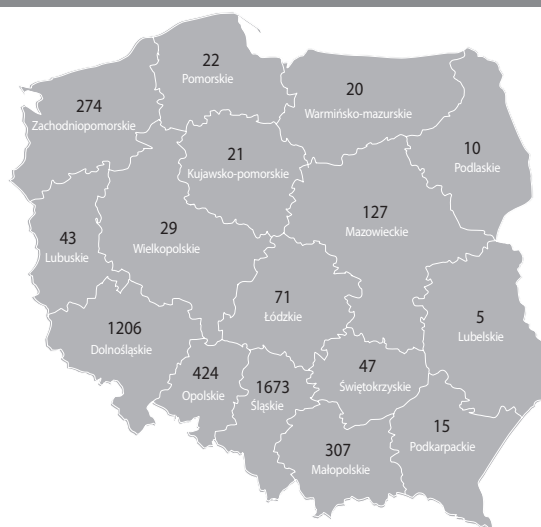 22
Pomorskie
20
Warmińsko-mazurskie
274
Zachodniopomorskie
10
Podlaskie
21
Kujawsko-pomorskie
127
Mazowieckie
29
Wielkopolskie
43
Lubuskie
71
Łódzkie
5
Lubelskie
1206
Dolnośląskie
424
Opolskie
1673
Śląskie
47
Świętokrzyskie
15
Podkarpackie
307
Małopolskie